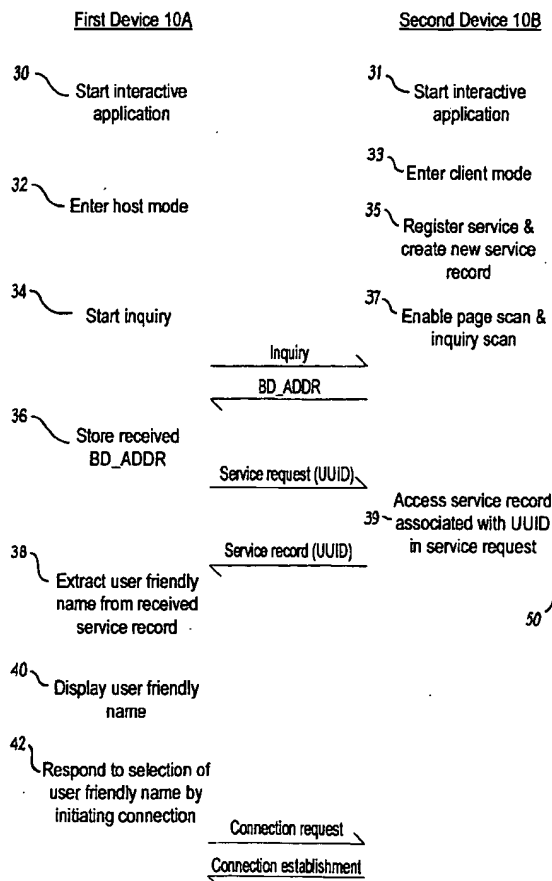 First Device 10A
Second Device 10B
30
Start interactive
application
31
Start interactive
application
33
Enter client mode
32
Enter host mode
35
Register service &
create new service
record
34
Start inquiry
37
Enable page scan &
inquiry scan
Inquiry
BD_ADDR
36
Store received
BD_ADDR
Service request (UUID)
Access service record
39
associated with UUID
in service request
Service record (UUID)
38
Extract user friendly
name from received
service record
50
40
Display user friendly
name
42
Respond to selection of
user friendly name by
initiating connection
Connection request
Connection establishment